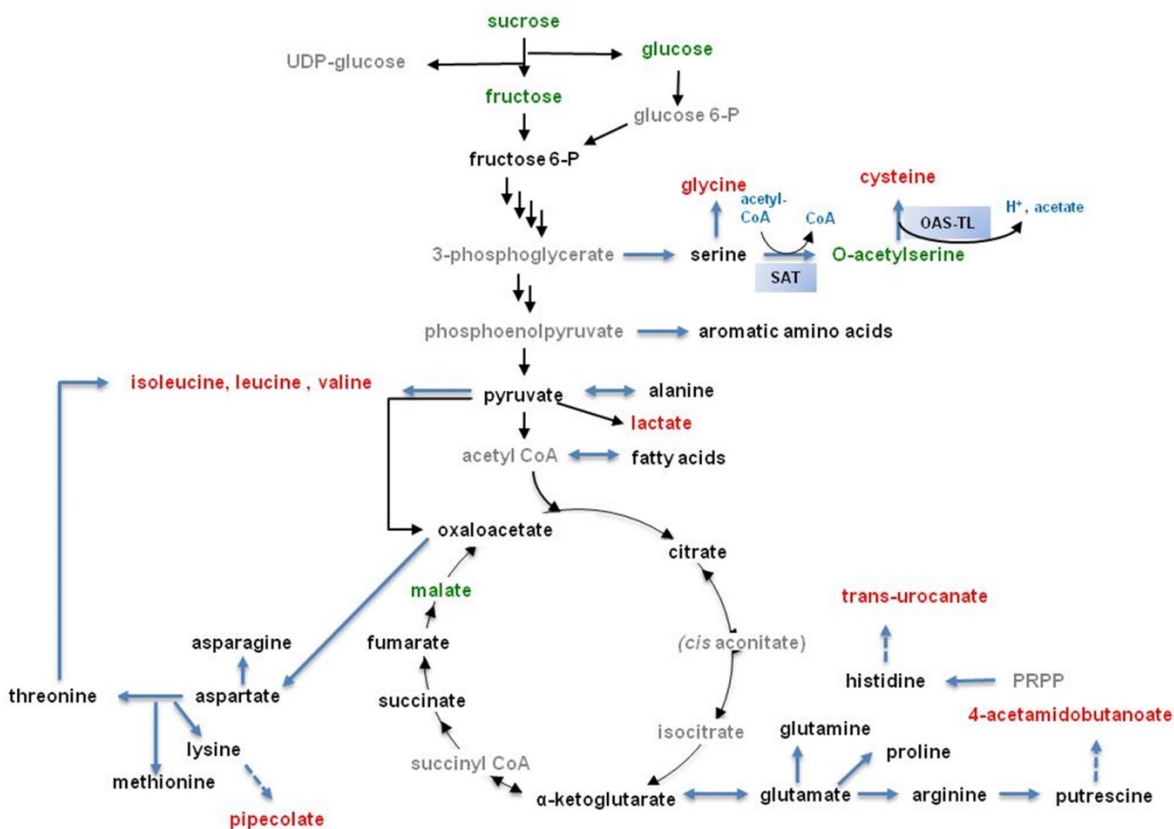 sucrose
UDP-glucose
glucose
fructose
glucose 6-P
fructose 6-P
glycine
acetyl-
CoA
CoA
cysteine
OAS-TL
H⁺, acetate
3-phosphoglycerate
serine
SAT
O-acetylserine
phosphoenolpyruvate
aromatic amino acids
isoleucine, leucine , valine
pyruvate
alanine
lactate
acetyl CoA
fatty acids
oxaloacetate
citrate
malate
trans-urocanate
fumarate
(cis aconitate)
asparagine
histidine
PRPP
threonine
aspartate
succinate
4-acetamidobutanoate
isocitrate
glutamine
proline
lysine
succinyl CoA
methionine
α-ketoglutarate
glutamate
arginine
putrescine
pipecolate